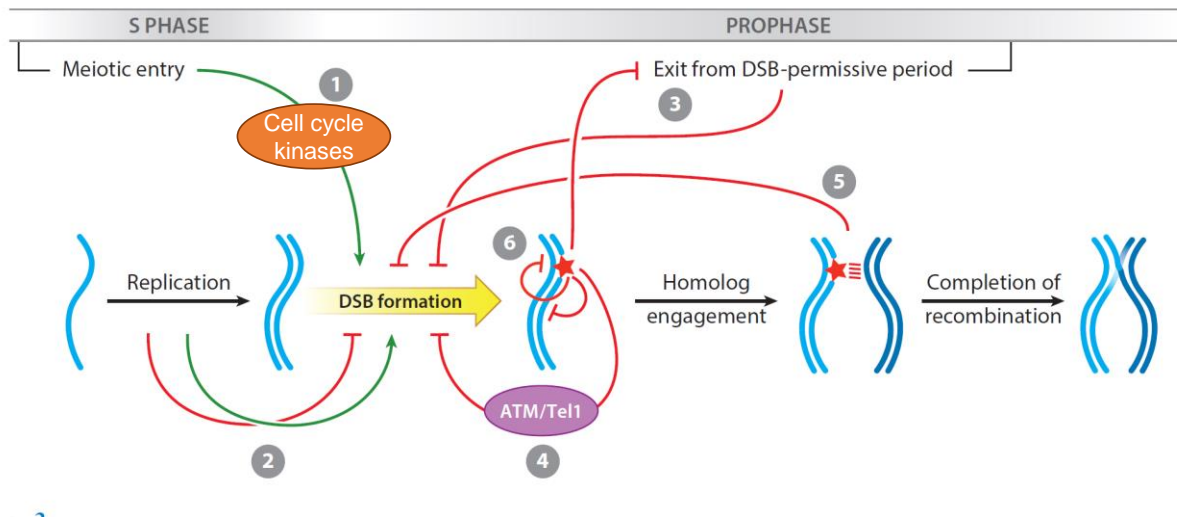 S PHASE
PROPHASE
Meiotic entry
Exit from DSB-permissive period
1
3
Cell cycle
kinases
5
6
Replication
DSB formation
Homolog
engagement
Completion of
recombination
ATM/Tel1
2
4